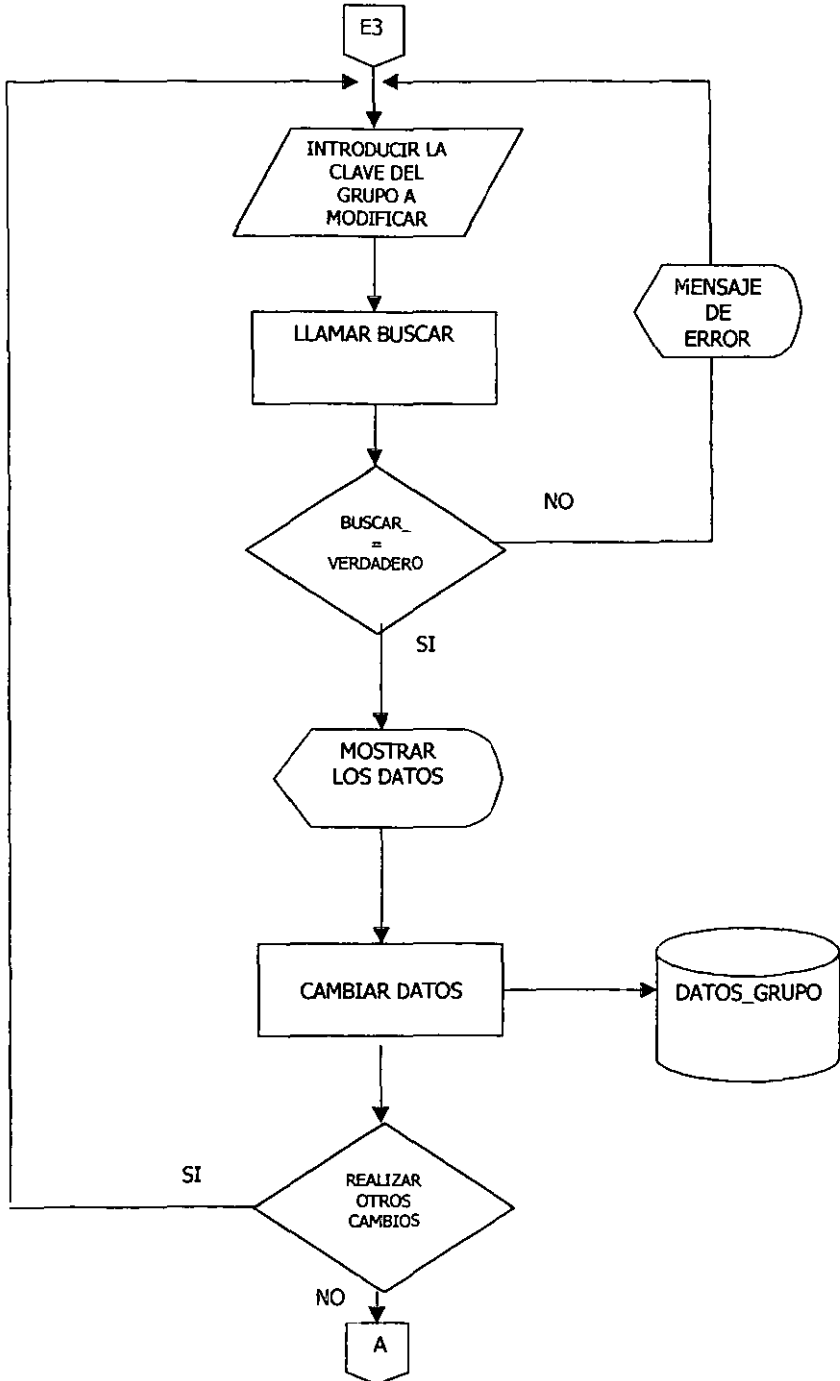 E3
INTRODUCIR LA
CLAVE DEL
GRUPO A
MODIFICAR
MENSAJE
DE
ERROR
LLAMAR BUSCAR
NO
BUSCAR_
=
VERDADERO
SI
MOSTRAR
LOS DATOS
CAMBIAR DATOS
DATOS_GRUPO
SI
REALIZAR
OTROS
CAMBIOS
NO
A